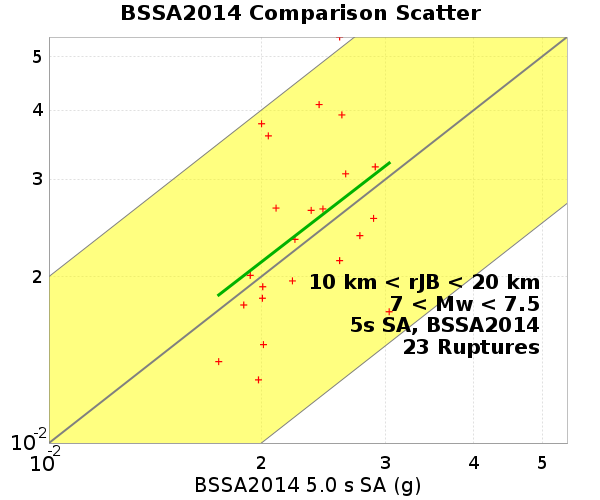 BSSA2014 Comparison Scatter
5
4
3
2
10 km < rJB < 20 km
7 < Mw < 7.5
5s SA, BSSA2014
23 Ruptures
10-2
10-2 2 3 4 5
BSSA2014 5.0 s SA (g)